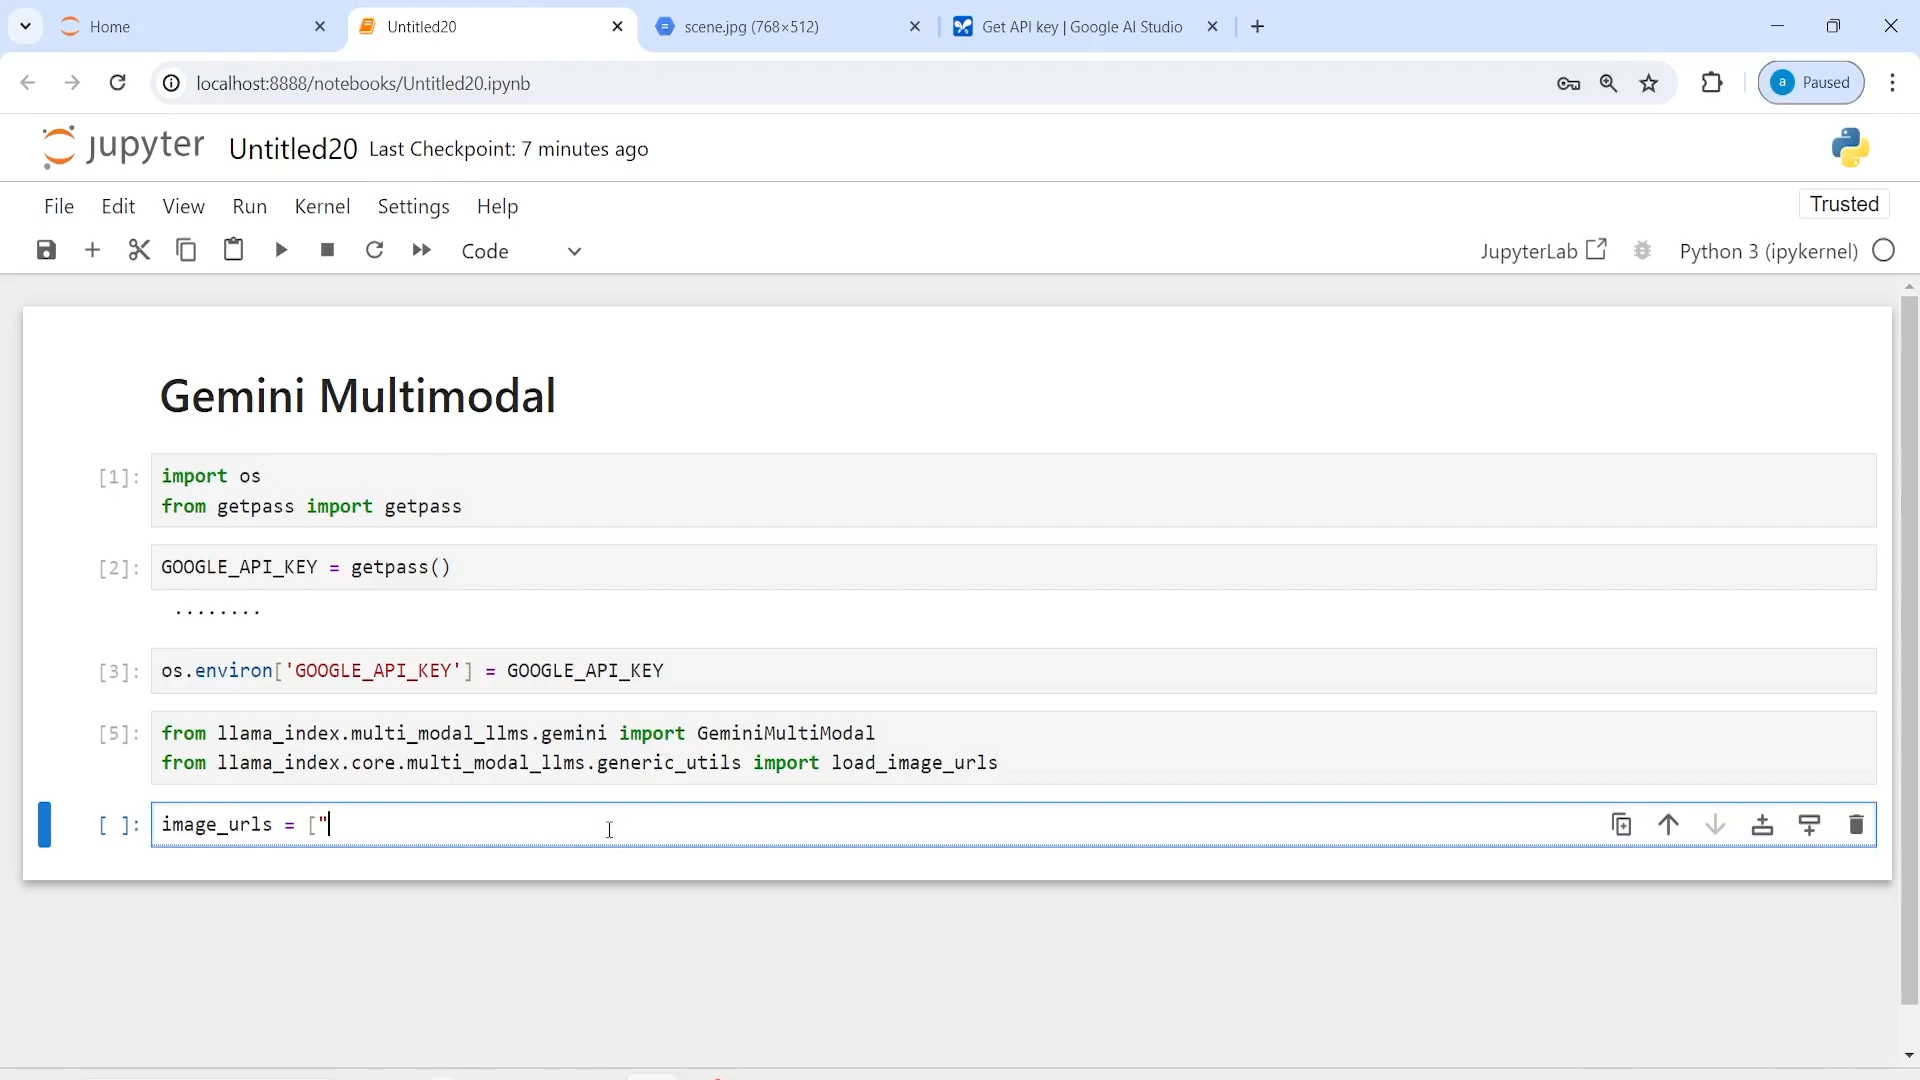 Home
Untitled20
scene.jpg (768×512)
Get API key | Google AI Studio
localhost:8888/notebooks/Untitled20.ipynb
a Paused
jupyter Untitled20 Last Checkpoint: 7 minutes ago
File Edit View Run Kernel Settings Help
Trusted
Code
JupyterLab
Python 3 (ipykernel)
Gemini Multimodal
[1]: import os
from getpass import getpass
[2]: GOOGLE_API_KEY = getpass()
........
[3]: os.environ['GOOGLE_API_KEY'] = GOOGLE_API_KEY
[5]: from llama_index.multi_modal_llms.gemini import GeminiMultiModal
from llama_index.core.multi_modal_llms.generic_utils import load_image_urls
[ ]: image_urls = ["